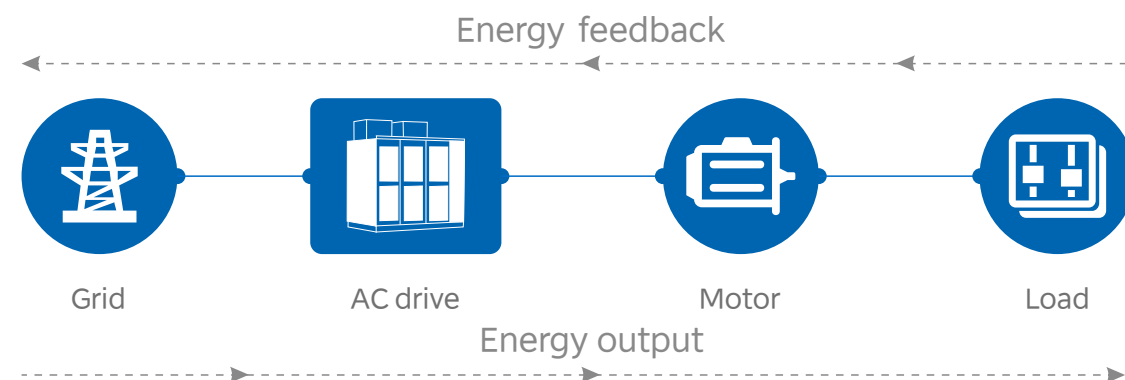 Energy feedback
Grid
AC drive
Motor
Load
Energy output